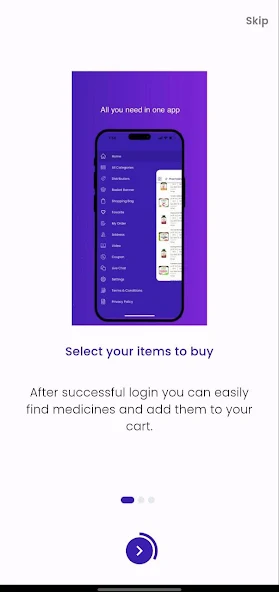 Skip
All you need in one app
Home
All Categories
Distributors
Basket Banner
Shopping Bag
Favorite
My Order
Address
Video
Coupon
Live Chat
Settings
Terms & Conditions
Privacy Policy
Select your items to buy
After successful login you can easily
find medicines and add them to your
cart.